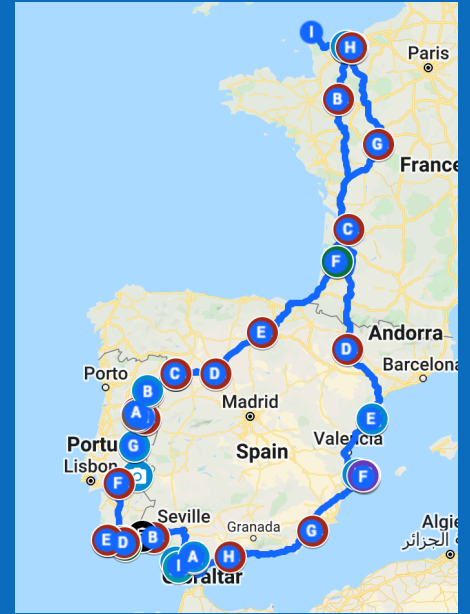 I
H
Paris
B
G
France
C
F
E
Andorra
D
C
D
Barcelona
Porto
B
Madrid
A
E
Portu
G
Valencia
Lisbon
Spain
F
F
Seville
Granada
G
Algie
الجزائر
E
D
B
A
H
I
Gibraltar